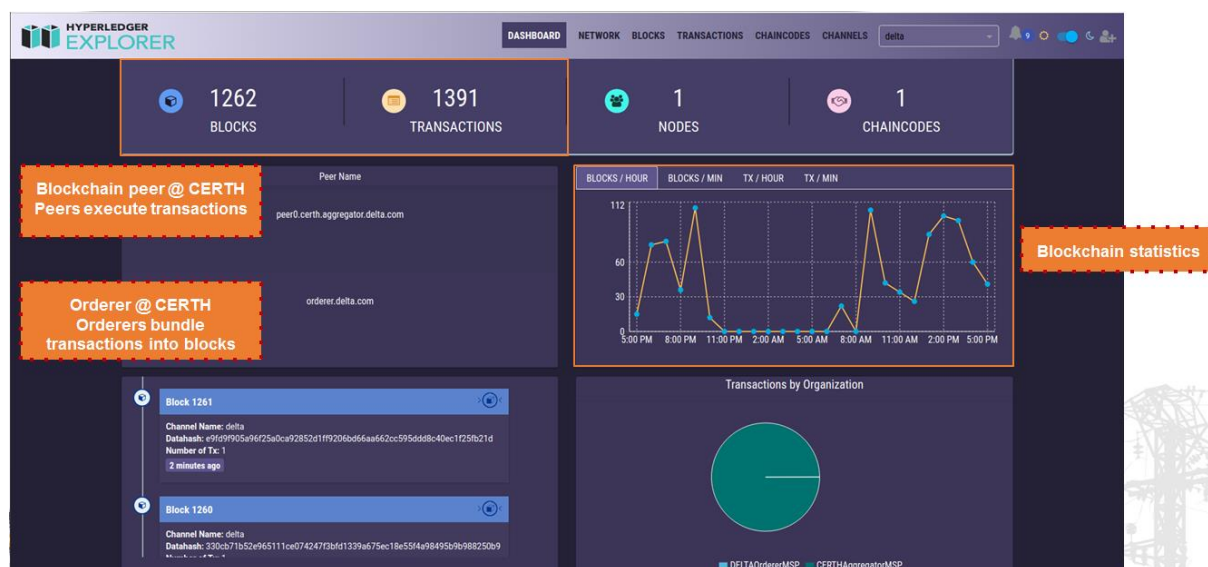 HYPERLEDGER
EXPLORER
DASHBOARD NETWORK BLOCKS TRANSACTIONS CHAINCODES CHANNELS delta 9
1262
BLOCKS
1391
TRANSACTIONS
1
NODES
1
CHAINCODES
Blockchain peer @ CERTH
Peers execute transactions
Peer Name
peer0.certh.aggregator.delta.com
Orderer @ CERTH
Orderers bundle
transactions into blocks
orderer.delta.com
BLOCKS / HOUR BLOCKS / MIN TX / HOUR TX / MIN
112
60
30
0
5:00 PM 8:00 PM 11:00 PM 2:00 AM 5:00 AM 8:00 AM 11:00 AM 2:00 PM 5:00 PM
Blockchain statistics
Block 1261
Channel Name: delta
Datahash: e9fd9f905a96f25a0ca92852d1ff9206bd66aa662cc595ddd8c40ec1f25fb21d
Number of Tx: 1
2 minutes ago
Block 1260
Channel Name: delta
Datahash: 330cb71b52e965111ce074247f3bfd1339a675ec18e55f4a98495b9b988250b9
Number of Tx: 1
Transactions by Organization
DELTAOrdererMSP CERTHAggregatorMSP